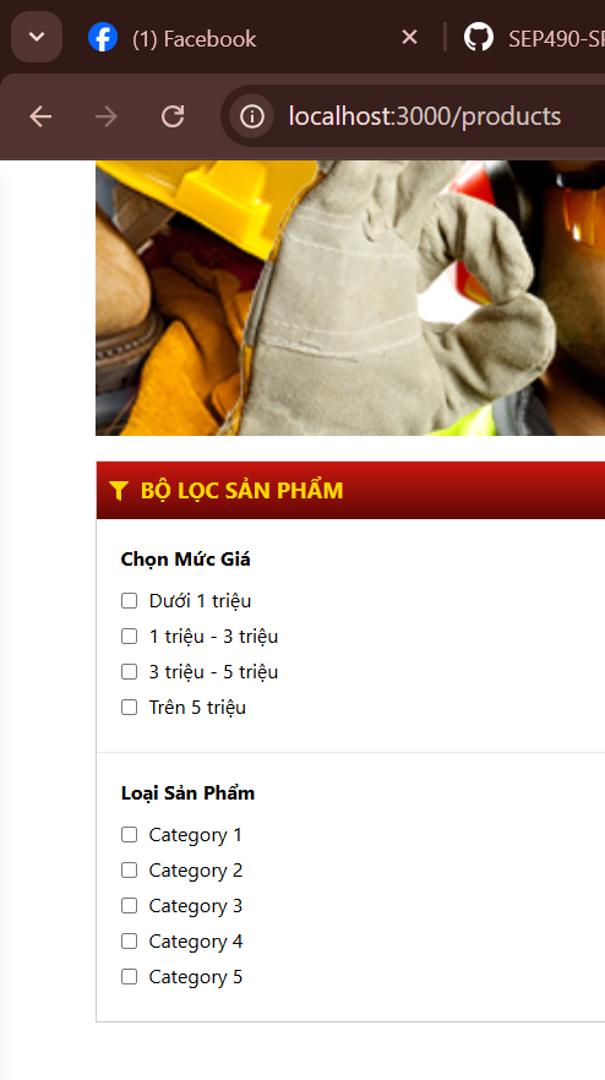 (1) Facebook
SEP490-
localhost:3000/products
BỘ LỌC SẢN PHẨM
Chọn Mức Giá
Dưới 1 triệu
1 triệu - 3 triệu
3 triệu - 5 triệu
Trên 5 triệu
Loại Sản Phẩm
Category 1
Category 2
Category 3
Category 4
Category 5